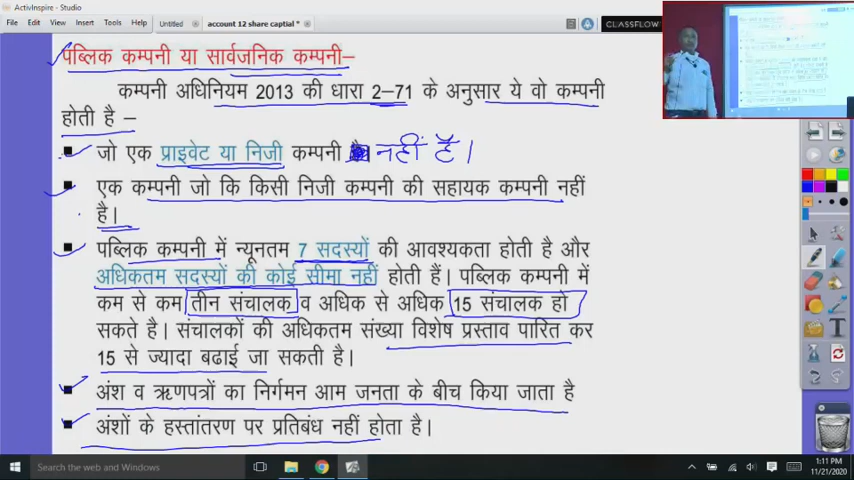 ActivInspire - Studio
File Edit View Insert Tools Help
Untitled
account 12 share captial *
CLASSFLOW
पब्लिक कम्पनी या सार्वजनिक कम्पनी–
कम्पनी अधिनियम 2013 की धारा 2–71 के अनुसार ये वो कम्पनी
होती है –
जो एक प्राइवेट या निजी कम्पनी नहीं है।
एक कम्पनी जो कि किसी निजी कम्पनी की सहायक कम्पनी नहीं
है।
पब्लिक कम्पनी में न्यूनतम 7 सदस्यों की आवश्यकता होती है और
अधिकतम सदस्यों की कोई सीमा नहीं होती हैं। पब्लिक कम्पनी में
कम से कम तीन संचालक व अधिक से अधिक 15 संचालक हो
सकते है। संचालकों की अधिकतम संख्या विशेष प्रस्ताव पारित कर
15 से ज्यादा बढाई जा सकती है।
अंश व ऋणपत्रों का निर्गमन आम जनता के बीच किया जाता है
अंशों के हस्तांतरण पर प्रतिबंध नहीं होता है।
Search the web and Windows
1:11 PM
11/21/2020